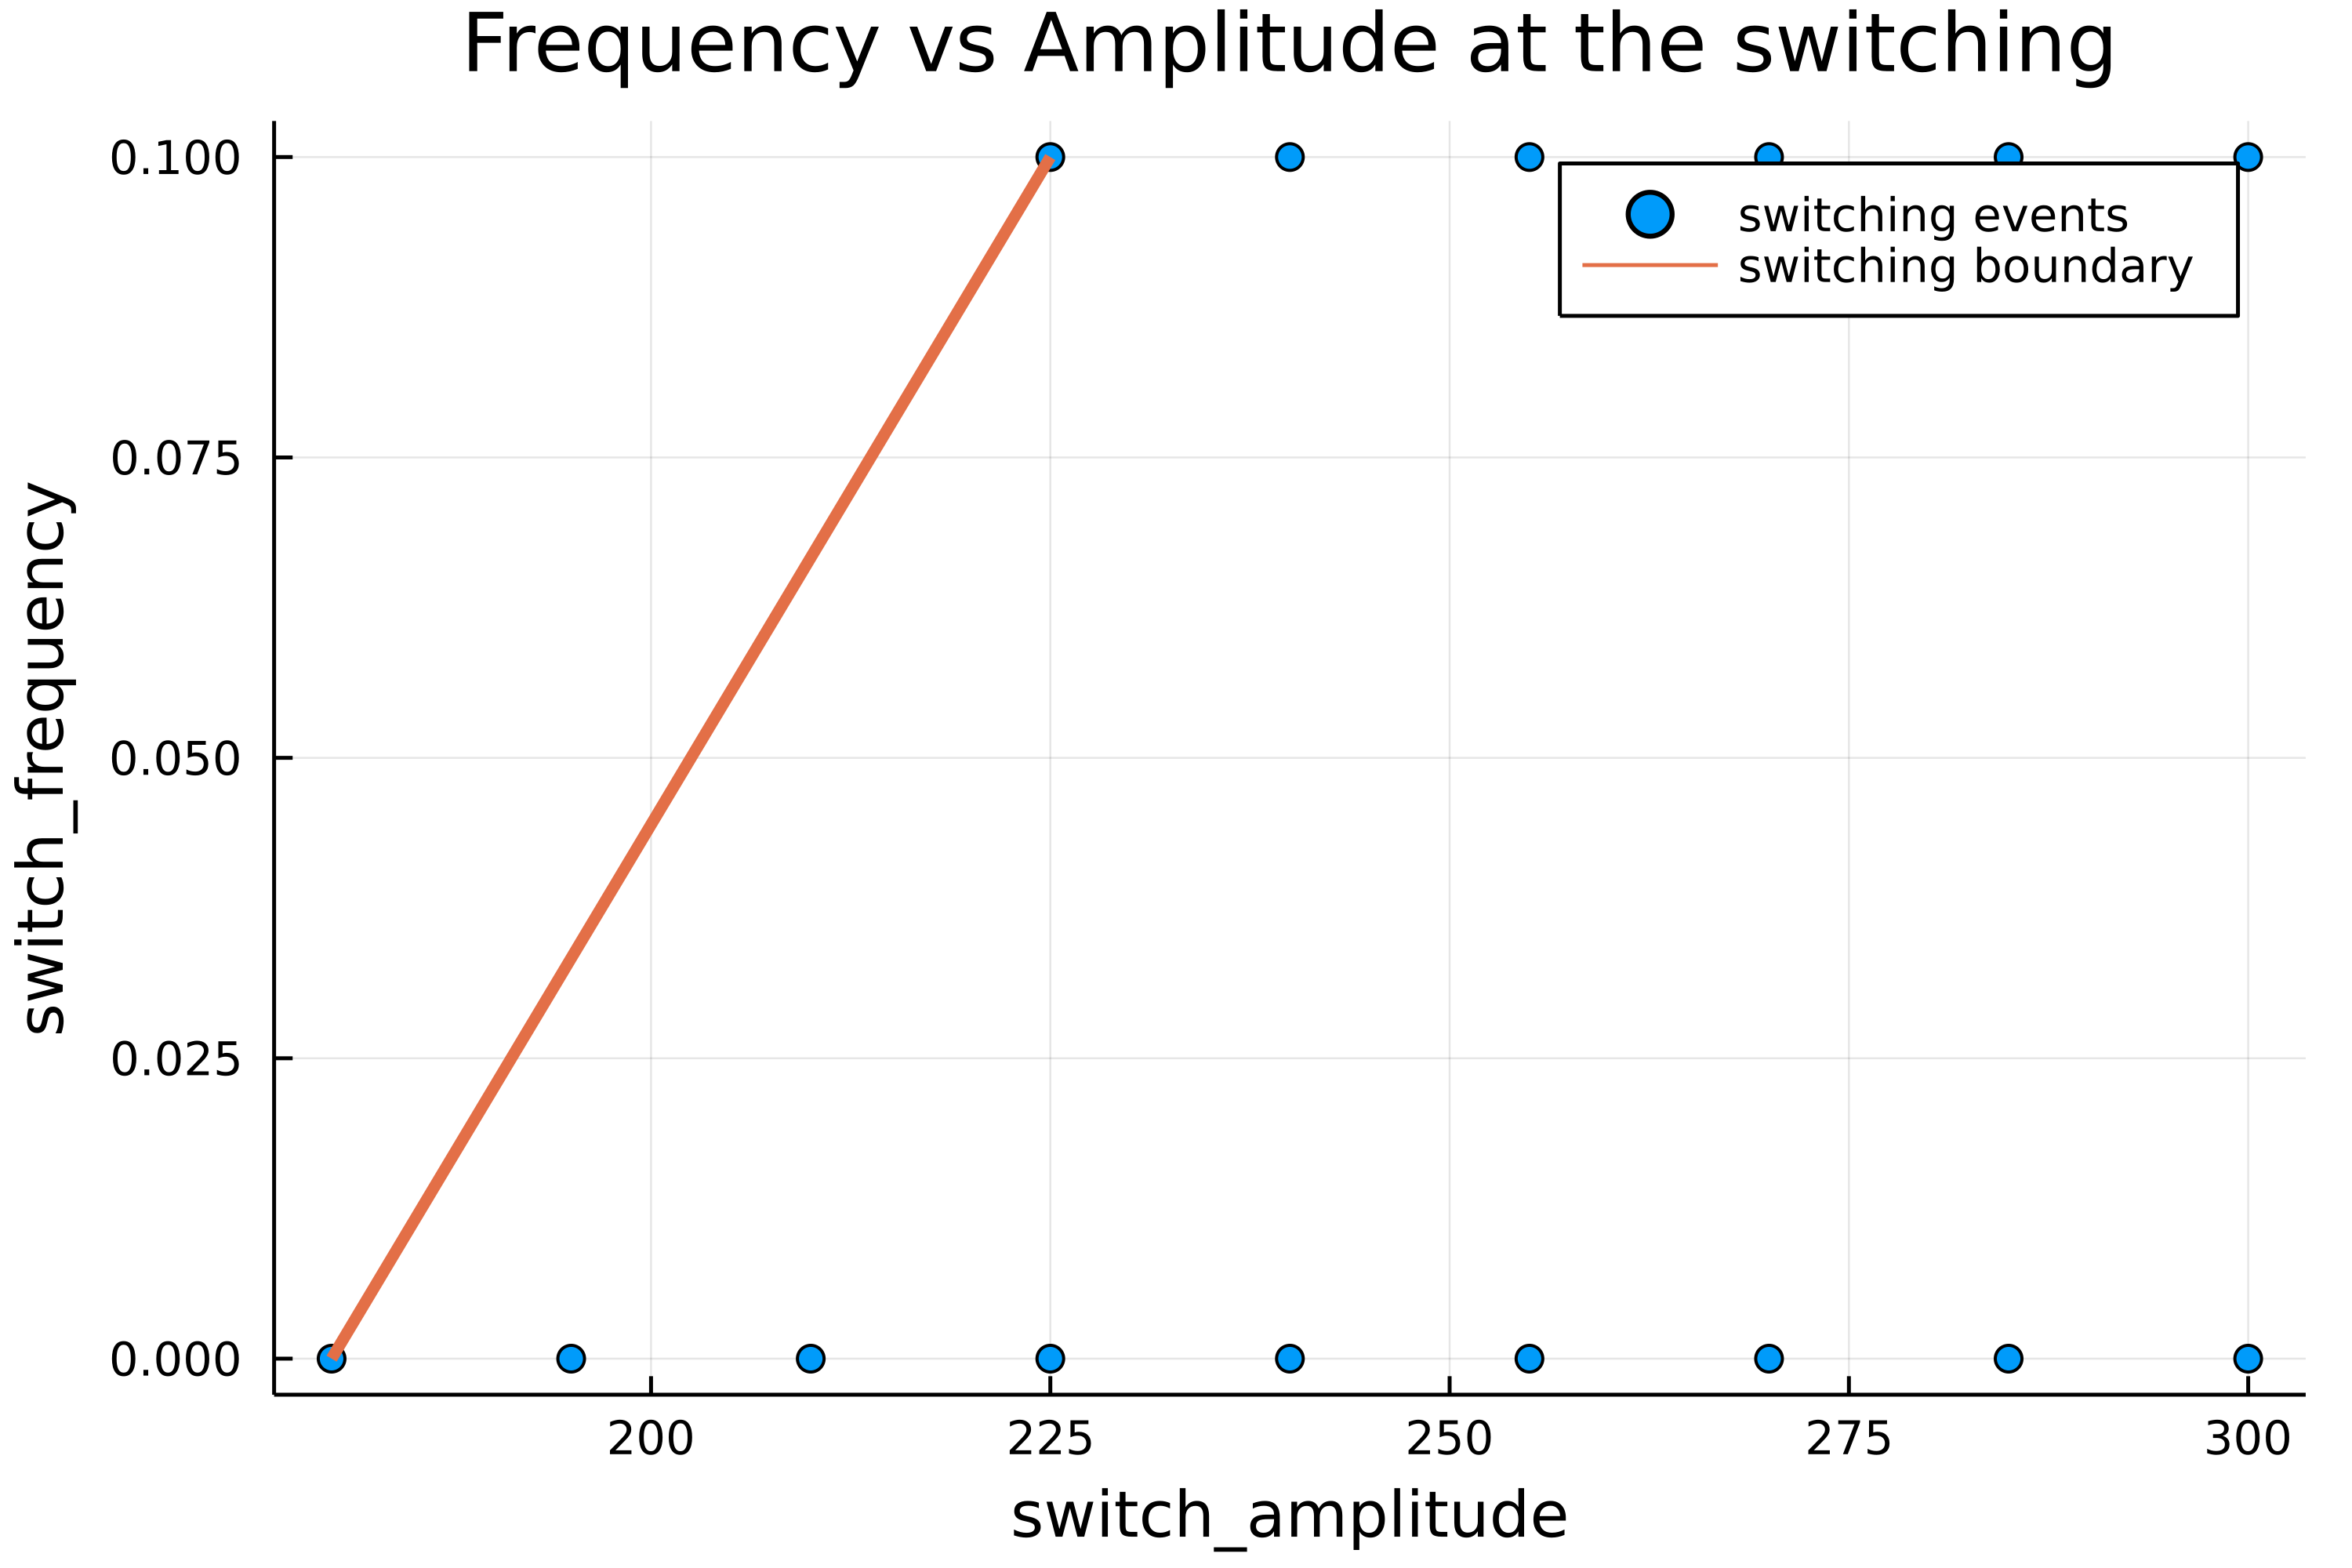 Frequency vs Amplitude at the switching
switch_frequency
0.100
0.075
0.050
0.025
0.000
switching events
switching boundary
200
225
250
275
300
switch_amplitude